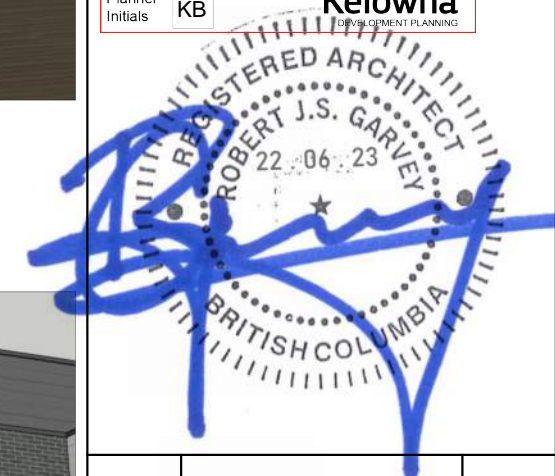 Planner
Initials
KB
Kelowna
DEVELOPMENT PLANNING
REGISTERED ARCHITECT
ROBERT J.S. GARVEY
22.06.23
BRITISH COLUMBIA